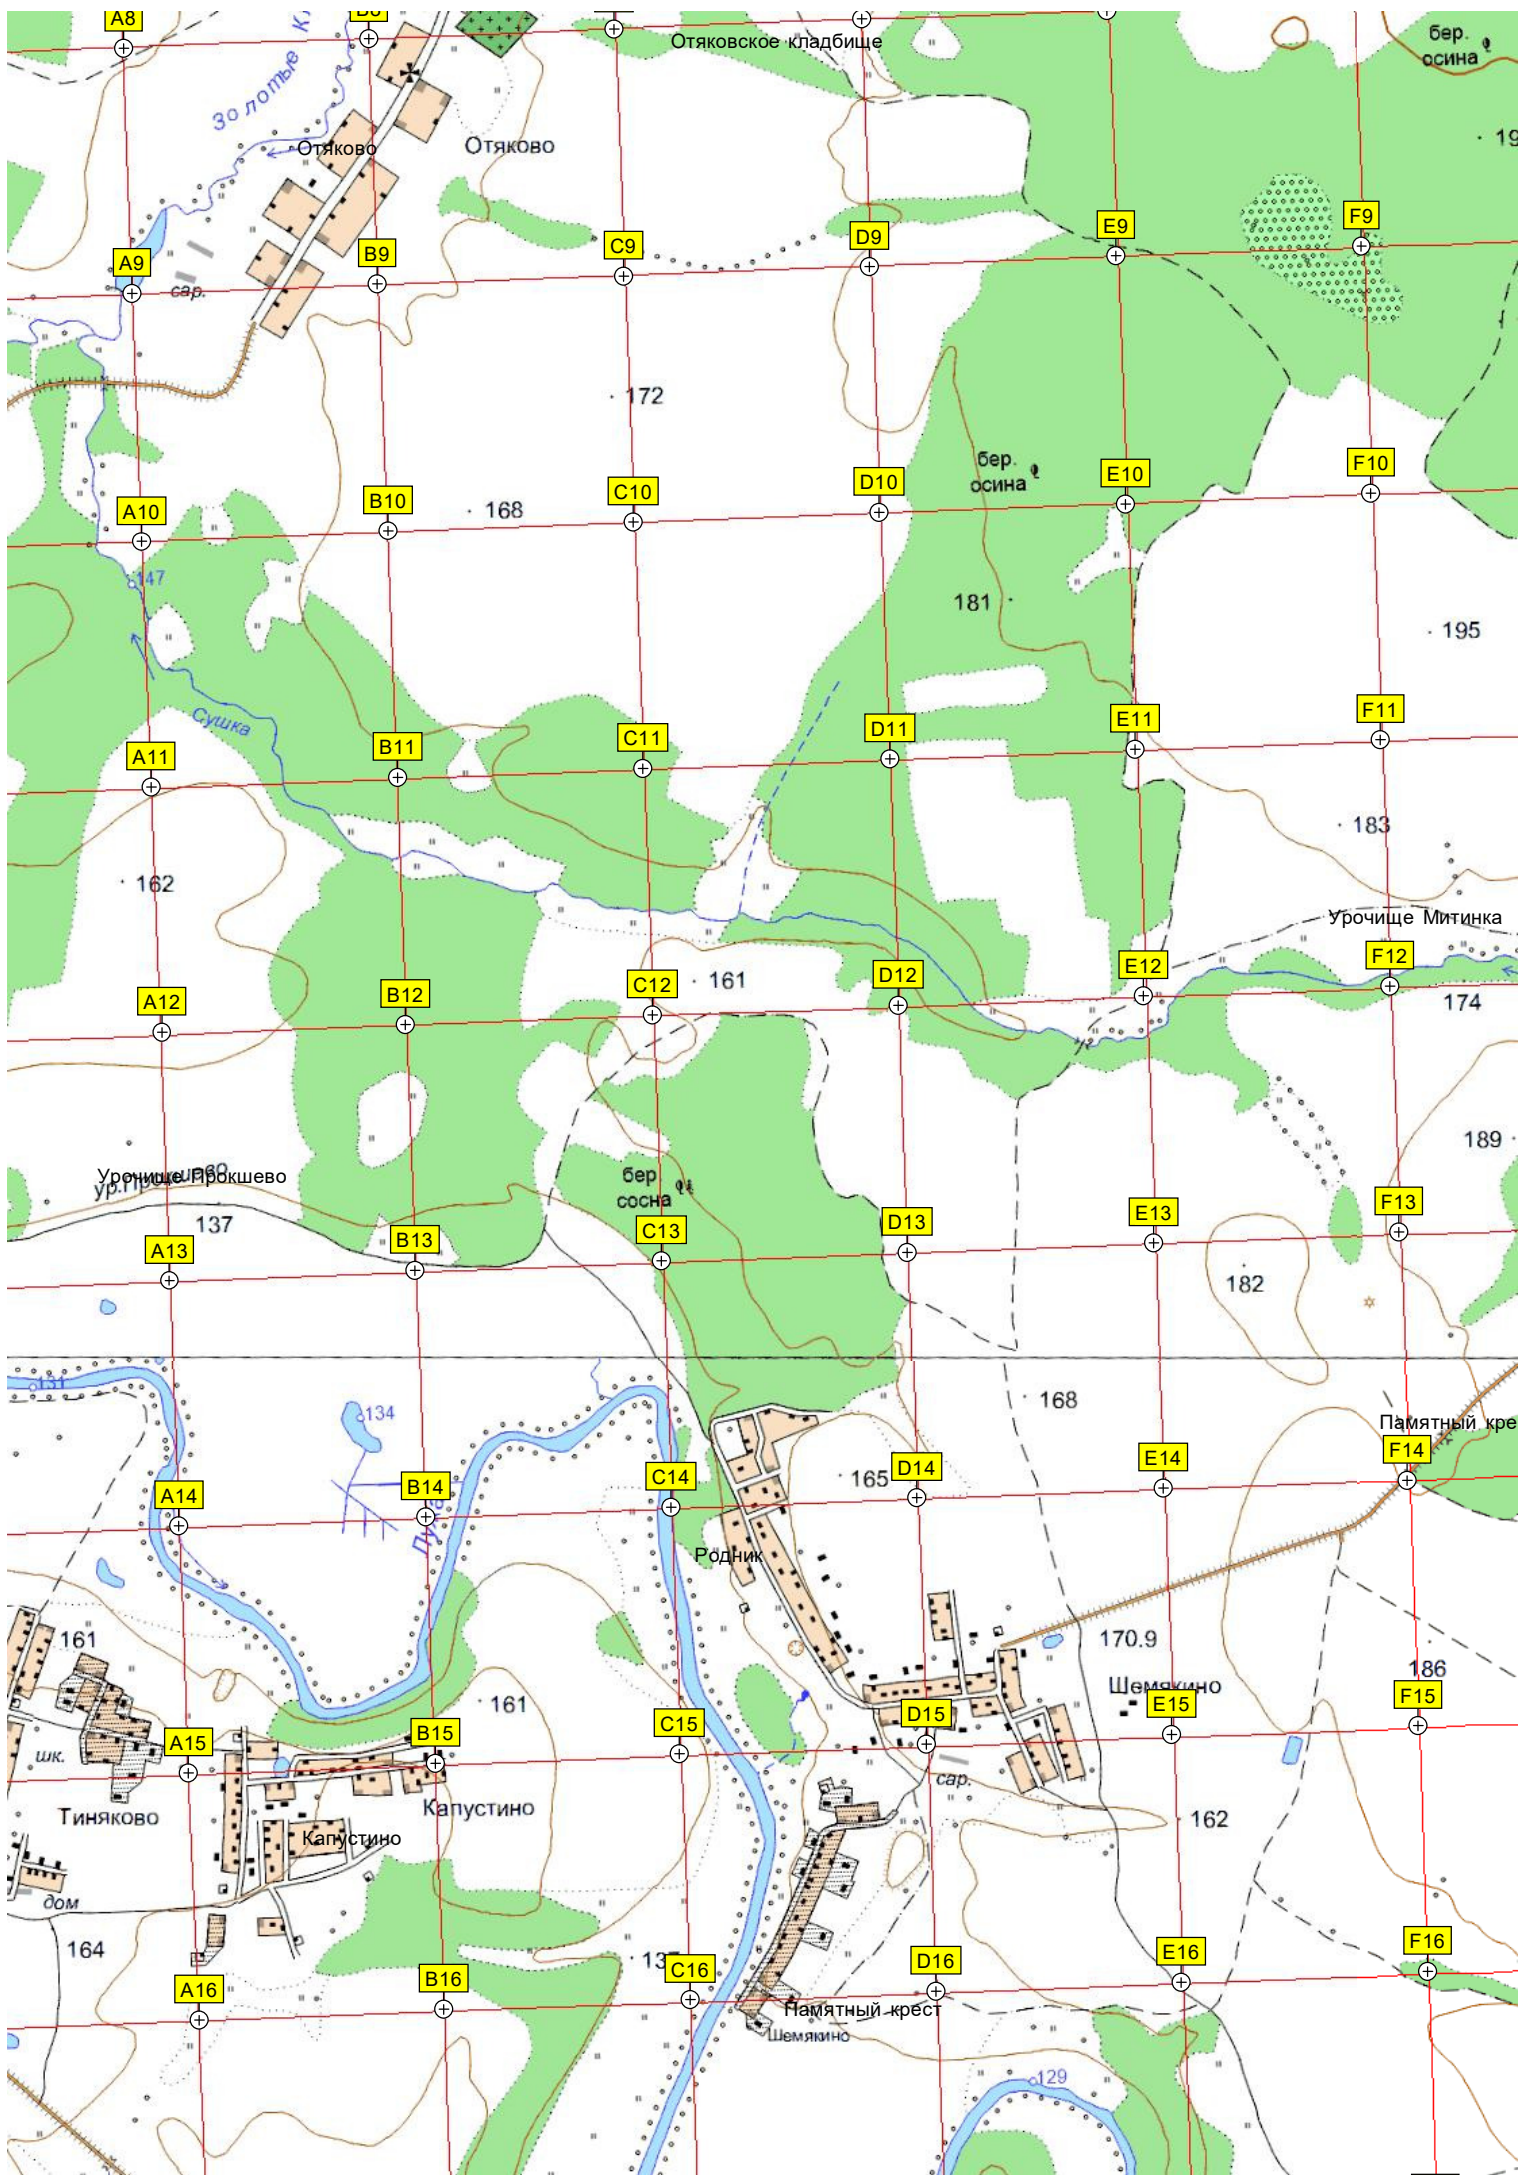 A8
Золотые
Отяковское кладбище
бер.
осина
Отяково
Отяково
A9
B9
C9
D9
E9
F9
сар.
172
бер.
осина
A10
B10
C10
D10
E10
F10
168
147
181
195
Сушка
A11
B11
C11
D11
E11
F11
183
162
Урочище Митинка
A12
B12
C12
D12
E12
F12
161
174
189
Урочище Прокшево
137
бер.
сосна
A13
B13
C13
D13
E13
F13
182
131
134
168
Памятный кре
A14
B14
C14
D14
E14
F14
165
Родник
161
170.9
186
Шемякино
161
A15
B15
C15
D15
E15
F15
шк.
сар.
Тиняково
Капустино
Капустино
162
дом
164
A16
B16
C16
D16
E16
F16
Памятный крест
Шемякино
129